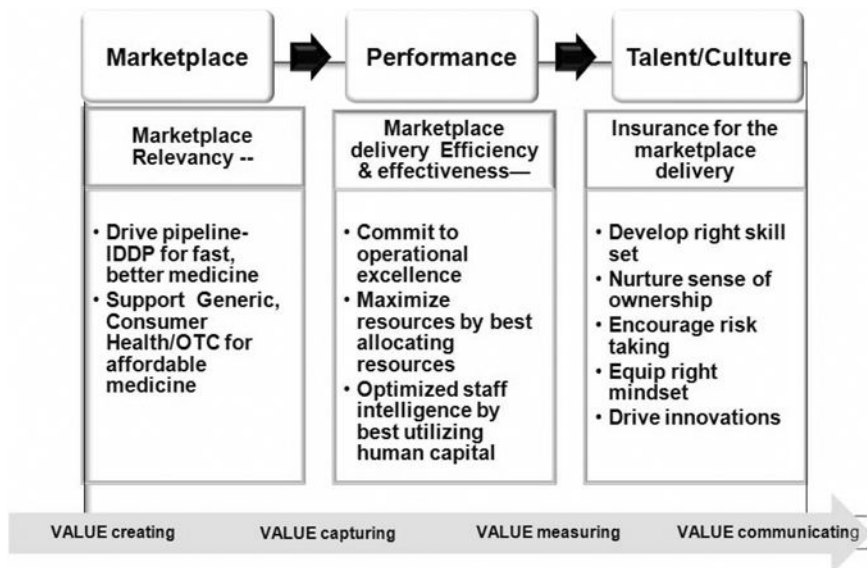 Marketplace
Performance
Talent/Culture
Marketplace
Relevancy --
Marketplace
delivery Efficiency
& effectiveness—
Insurance for the
marketplace
delivery
• Drive pipeline-
IDDP for fast,
better medicine
• Support Generic,
Consumer
Health/OTC for
affordable
medicine
• Commit to
operational
excellence
• Maximize
resources by best
allocating
resources
• Optimized staff
intelligence by
best utilizing
human capital
• Develop right skill
set
• Nurture sense of
ownership
• Encourage risk
taking
• Equip right
mindset
• Drive innovations
VALUE creating
VALUE capturing
VALUE measuring
VALUE communicating